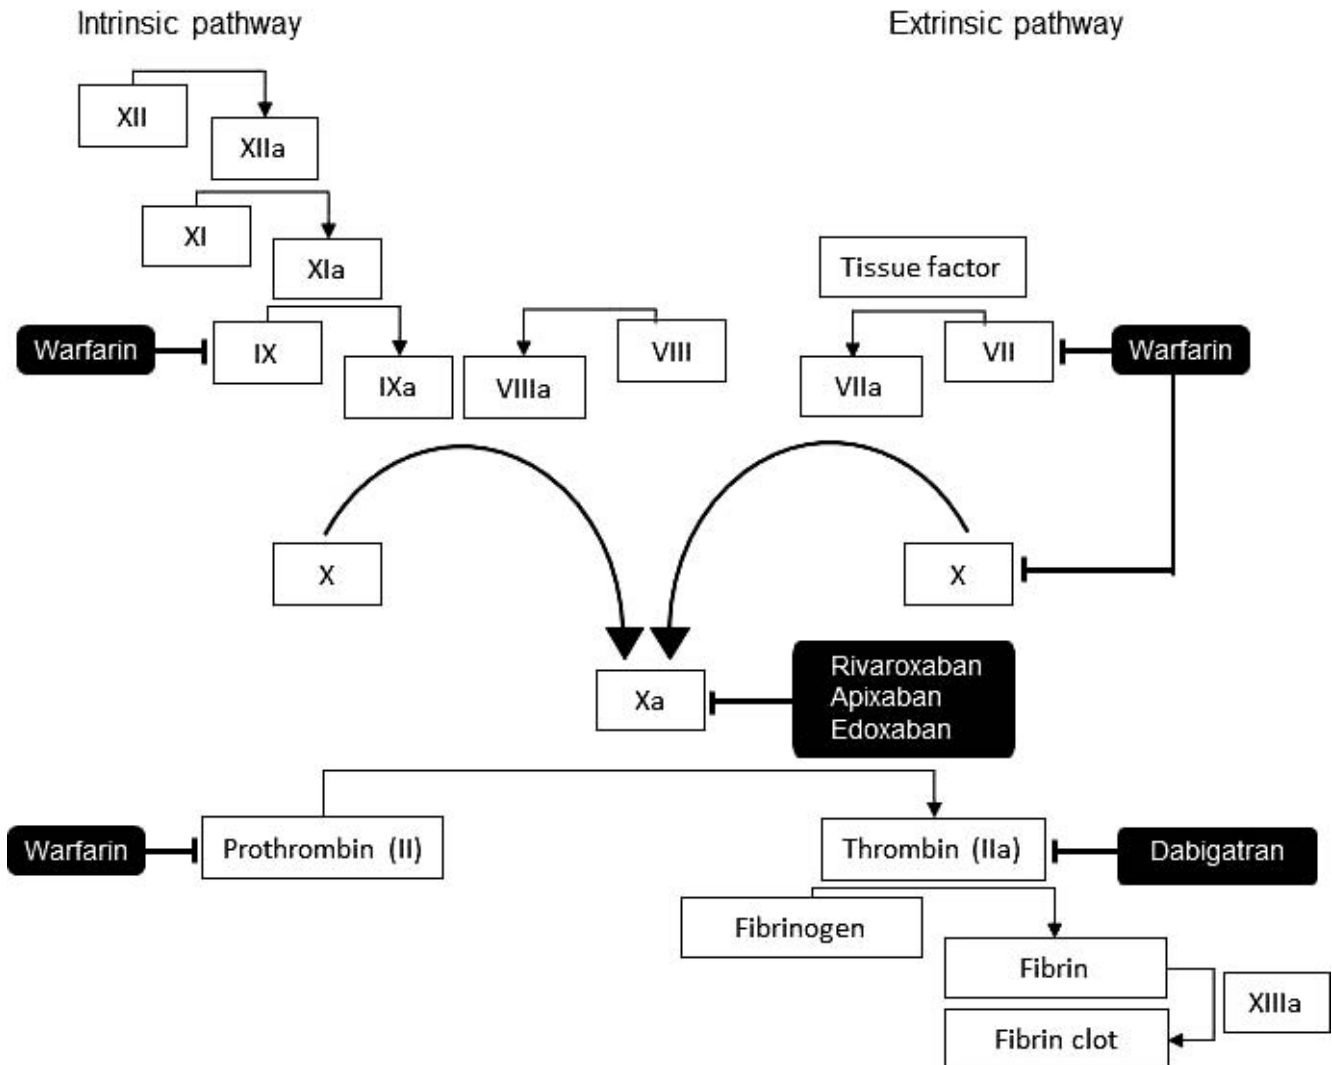 Intrinsic pathway
Extrinsic pathway
XII
XIIa
XI
XIa
Tissue factor
Warfarin
IX
IXa
VIIIa
VIII
VIIa
VII
Warfarin
X
X
Xa
Rivaroxaban
Apixaban
Edoxaban
Warfarin
Prothrombin (II)
Thrombin (IIa)
Dabigatran
Fibrinogen
Fibrin
XIIIa
Fibrin clot